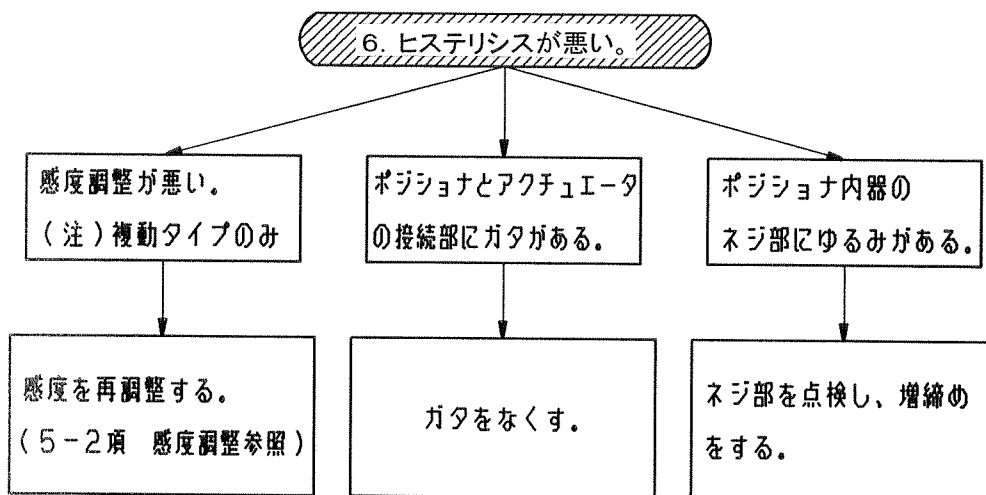 6. ヒステリシスが悪い。
感度調整が悪い。
(注)複動タイプのみ
ポジショナとアクチュエータ
の接続部にガタがある。
ポジショナ内器の
ネジ部にゆるみがある。
感度を再調整する。
(5-2項 感度調整参照)
ガタをなくす。
ネジ部を点検し、増締め
をする。